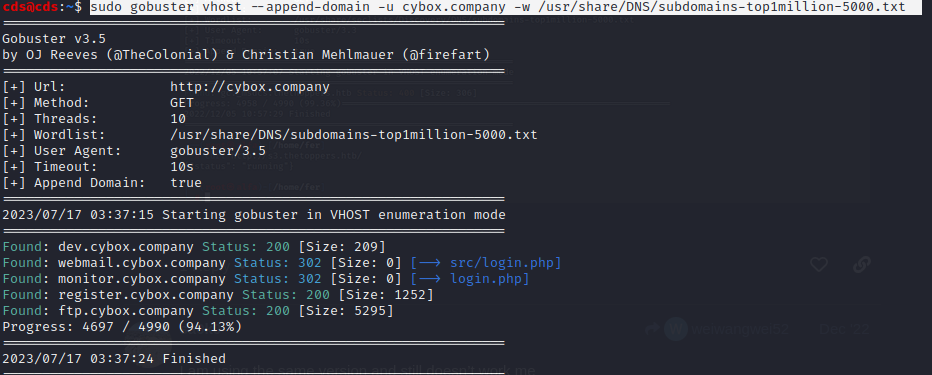 cds@cds:~$ sudo gobuster vhost --append-domain -u cybox.company -w /usr/share/DNS/subdomains-top1million-5000.txt
===============================================================
Gobuster v3.5
by OJ Reeves (@TheColonial) & Christian Mehlmauer (@firefart)
===============================================================
[+] Url:             http://cybox.company
[+] Method:          GET
[+] Threads:         10
[+] Wordlist:        /usr/share/DNS/subdomains-top1million-5000.txt
[+] User Agent:      gobuster/3.5
[+] Timeout:         10s
[+] Append Domain:   true
===============================================================
2023/07/17 03:37:15 Starting gobuster in VHOST enumeration mode
===============================================================
Found: dev.cybox.company Status: 200 [Size: 209]
Found: webmail.cybox.company Status: 302 [Size: 0] [--> src/login.php]
Found: monitor.cybox.company Status: 302 [Size: 0] [--> login.php]
Found: register.cybox.company Status: 200 [Size: 1252]
Found: ftp.cybox.company Status: 200 [Size: 5295]
Progress: 4697 / 4990 (94.13%)
===============================================================
2023/07/17 03:37:24 Finished
===============================================================